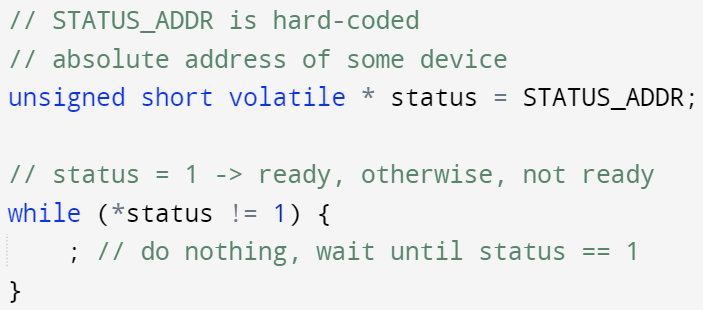 // STATUS_ADDR is hard-coded
// absolute address of some device
unsigned short volatile * status = STATUS_ADDR;
// status = 1 -> ready, otherwise, not ready
while (*status != 1) {
; // do nothing, wait until status == 1
}